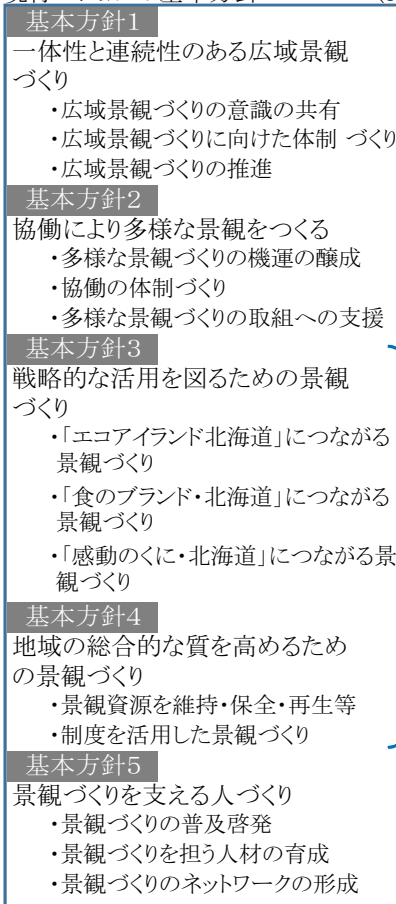 基本方針1
一体性と連続性のある広域景観
づくり
・広域景観づくりの意識の共有
・広域景観づくりに向けた体制 づくり
・広域景観づくりの推進
基本方針2
協働により多様な景観をつくる
・多様な景観づくりの機運の醸成
・協働の体制づくり
・多様な景観づくりの取組への支援
基本方針3
戦略的な活用を図るための景観
づくり
・「エコアイランド北海道」につながる
景観づくり
・「食のブランド・北海道」につながる
景観づくり
・「感動のくに・北海道」につながる景
観づくり
基本方針4
地域の総合的な質を高めるため
の景観づくり
・景観資源を維持・保全・再生等
・制度を活用した景観づくり
基本方針5
景観づくりを支える人づくり
・景観づくりの普及啓発
・景観づくりを担う人材の育成
・景観づくりのネットワークの形成